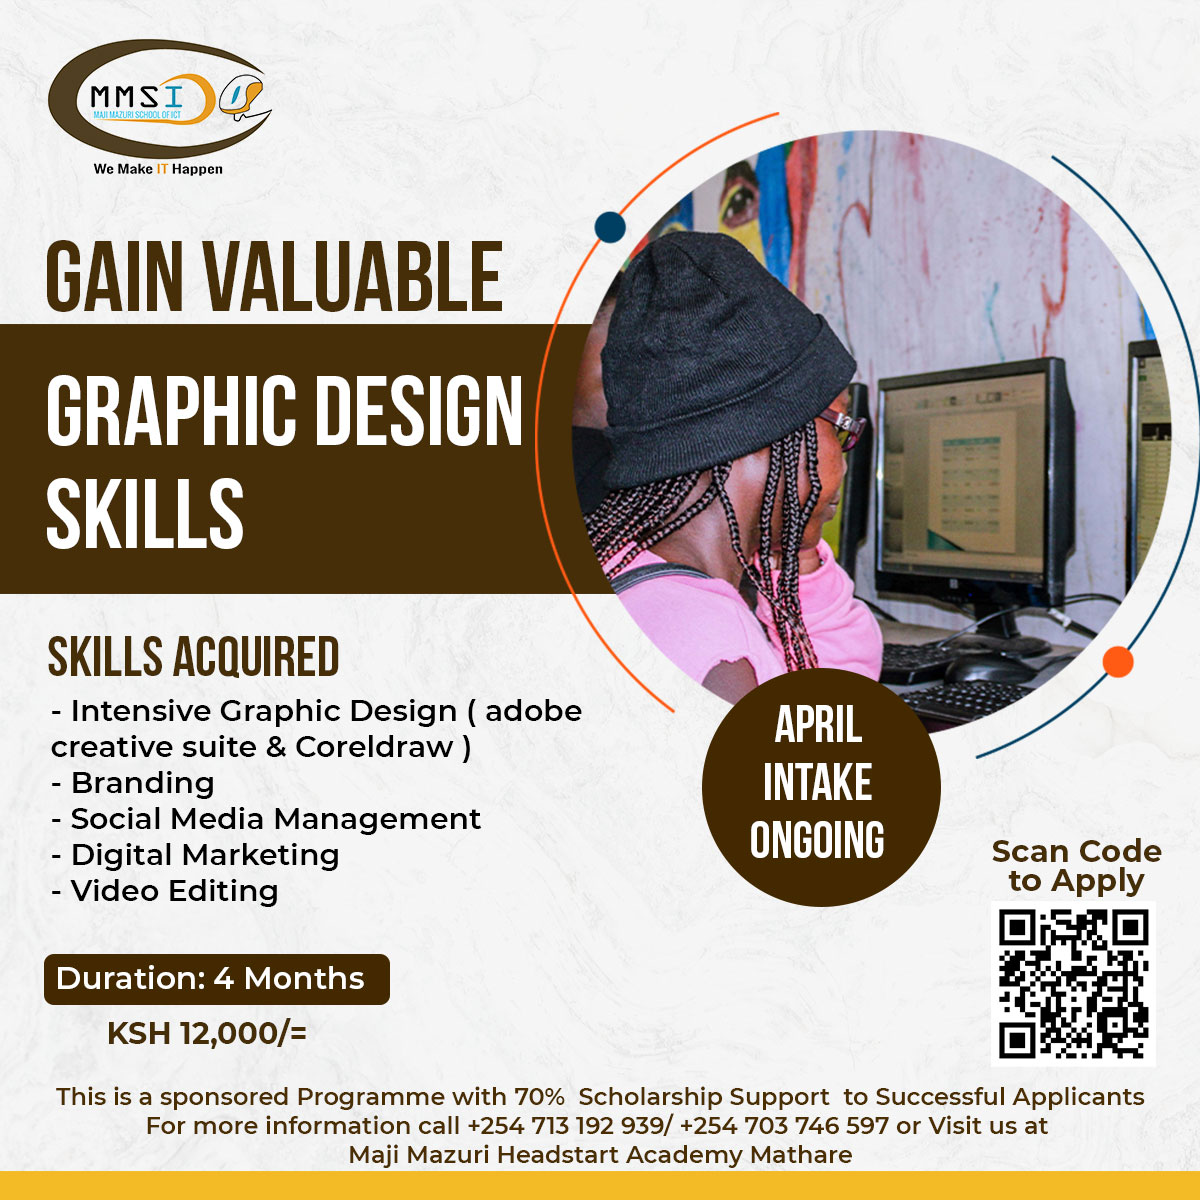 MMSI
MAJI MAZURI SCHOOL OF ICT
We Make IT Happen
GAIN VALUABLE
GRAPHIC DESIGN
SKILLS
SKILLS ACQUIRED
- Intensive Graphic Design ( adobe
creative suite & Coreldraw )
- Branding
- Social Media Management
- Digital Marketing
- Video Editing
APRIL
INTAKE
ONGOING
Scan Code
to Apply
Duration: 4 Months
KSH 12,000/=
This is a sponsored Programme with 70% Scholarship Support to Successful Applicants
For more information call +254 713 192 939/ +254 703 746 597 or Visit us at
Maji Mazuri Headstart Academy Mathare